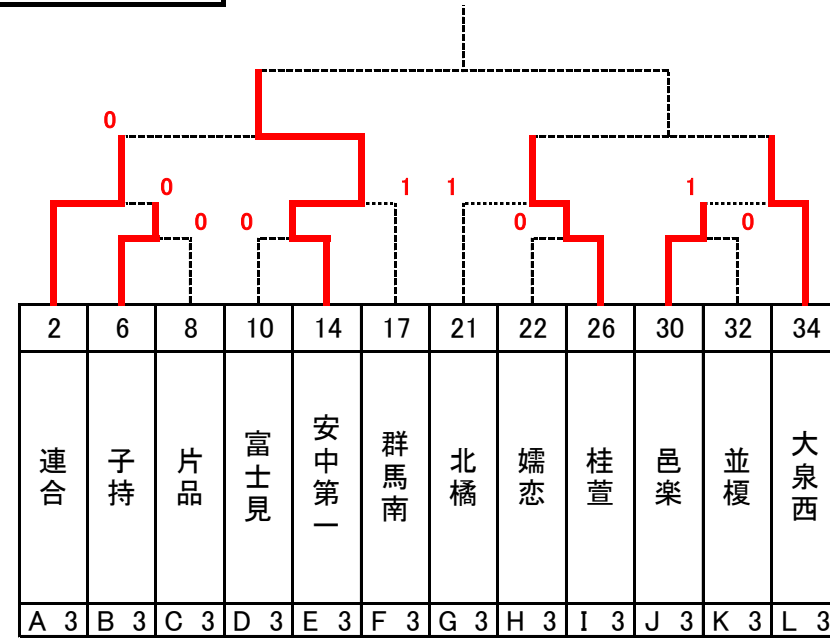 0
0 1 1 1
0 0 0 0
2 6 8 10 14 17 21 22 26 30 32 34
連合 子持 片品 富士見 安中第一 群馬南 北橘 嬬恋 桂萱 邑楽 並榎 大泉西
A 3 B 3 C 3 D 3 E 3 F 3 G 3 H 3 I 3 J 3 K 3 L 3